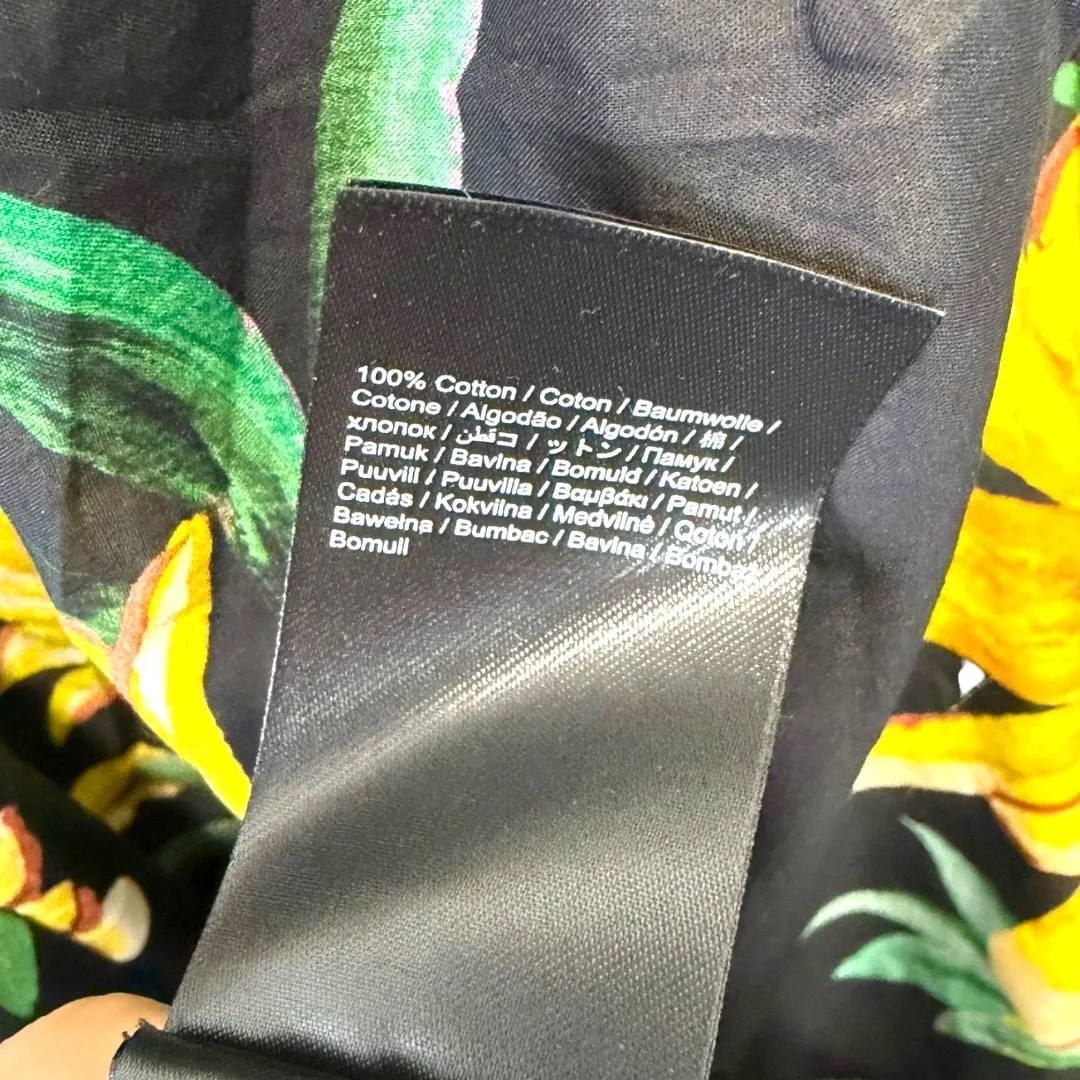 100% Cotton / Coton / Baumwolle /
Cotone / Algodão / Algodón / 棉 /
хлопок / قطن コ / ットン / Памук /
Pamuk / Bavlna / Bomuld / Katoen /
Puuvill / Puuvilla / Βαμβάκι / Pamut /
Cadás / Kokvilna / Medvilnė / Qoton /
Bawełna / Bumbac / Bavlna / Bombaž
Bomull